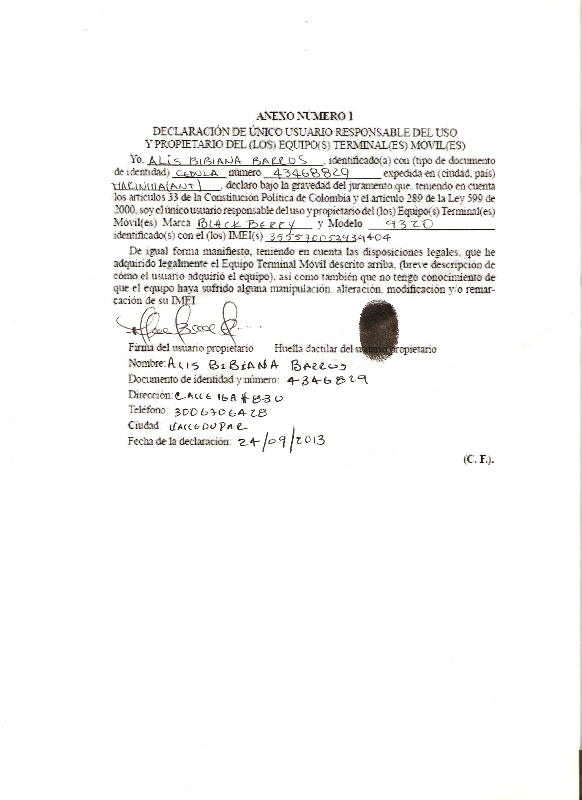 ANEXO NÚMERO 1
DECLARACIÓN DE ÚNICO USUARIO RESPONSABLE DEL USO
Y PROPIETARIO DEL (LOS) EQUIPO(S) TERMINAL(ES) MÓVIL(ES)
Yo, ALIS BIBIANA BARROS, identificado(a) con (tipo de documento
de identidad) CEDULA número 43468829 expedida en (ciudad, país)
MARINILLA(ANT), declaro bajo la gravedad del juramento que, teniendo en cuenta
los artículos 33 de la Constitución Política de Colombia y el artículo 289 de la Ley 599
de 2000, soy el único usuario responsable del uso y propietario del (los) Equipo(s) Terminal(es)
Móvil(es) Marca BLACK BERRY y Modelo 9320
identificado(s) con el (los) IMEI(s)
De igual forma manifiesto, teniendo en cuenta las disposiciones legales, que he
adquirido legalmente el Equipo Terminal Móvil descrito arriba, (breve descripción de
cómo el usuario adquirió el equipo), así como también que no tengo conocimiento de
que el equipo haya sufrido alguna manipulación, alteración, modificación y/o remar-
cación de su IMEI.
Firma del usuario propietario Huella dactilar del usuario propietario
Nombre: ALIS BIBIANA BARROS
Documento de identidad y número: 4346829
Dirección: CALLE 16A # 8-30
Teléfono: 3006706428
Ciudad: VALLEDUPAR
Fecha de la declaración: 24/09/2013
(C. F.).